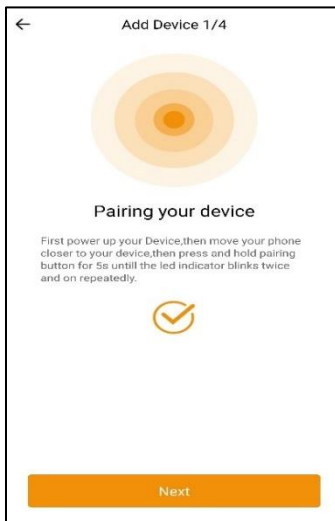 Add Device 1/4
Pairing your device
First power up your Device,then move your phone
closer to your device,then press and hold pairing
button for 5s untill the led indicator blinks twice
and on repeatedly.
Next